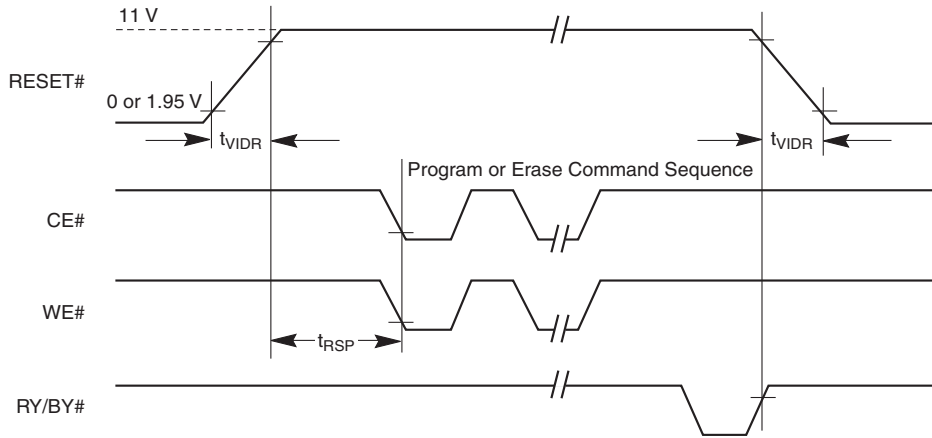 11 V
RESET#
0 or 1.95 V
tVIDR
tVIDR
Program or Erase Command Sequence
CE#
WE#
tRSP
RY/BY#